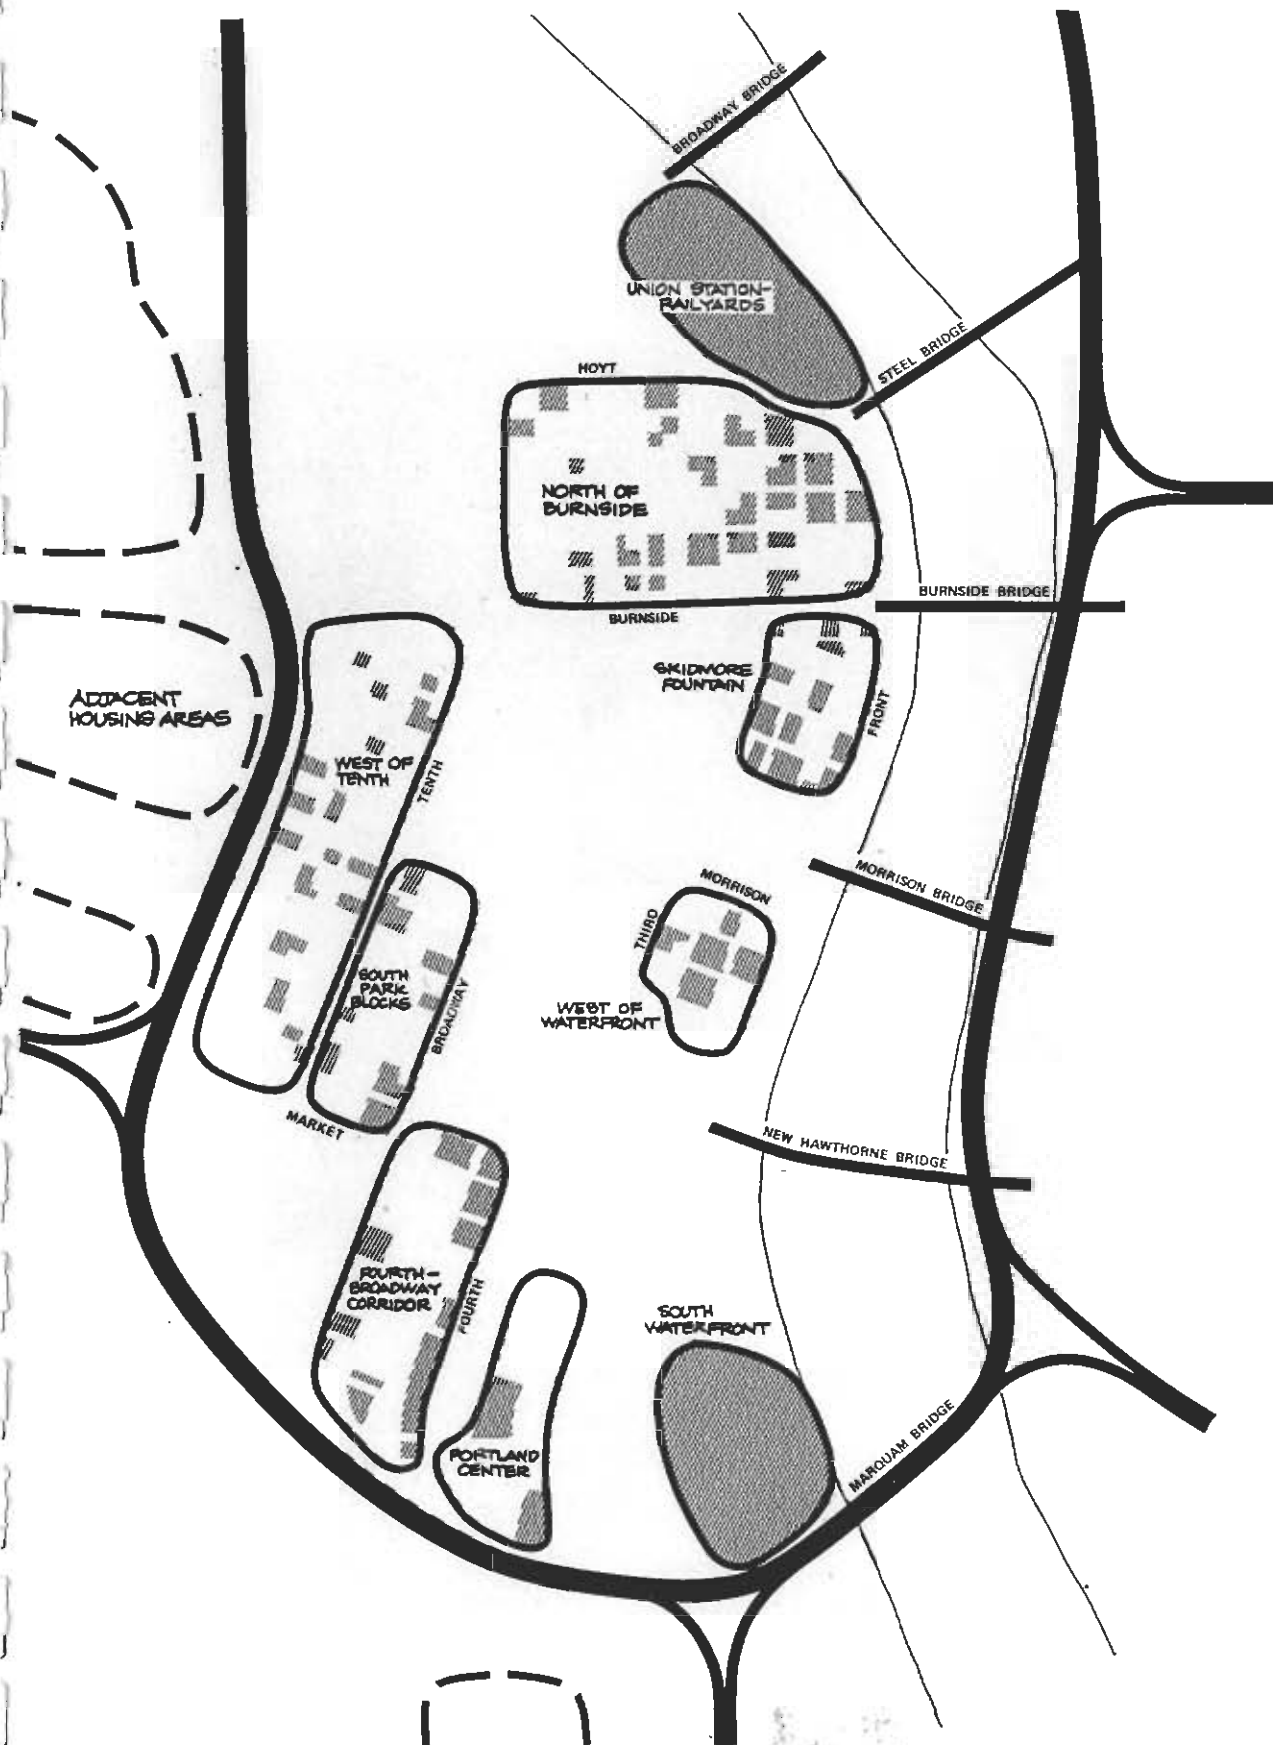 BROADWAY BRIDGE
UNION STATION-
RAILYARDS
STEEL BRIDGE
HOYT
NORTH OF
BURNSIDE
BURNSIDE BRIDGE
BURNSIDE
SKIDMORE
FOUNTAIN
FRONT
ADJACENT
HOUSING AREAS
WEST OF
TENTH
TENTH
MORRISON BRIDGE
MORRISON
THIRD
SOUTH
PARK
BLOCKS
BROADWAY
WEST OF
WATERFRONT
MARKET
NEW HAWTHORNE BRIDGE
FOURTH-
BROADWAY
CORRIDOR
FOURTH
SOUTH
WATERFRONT
PORTLAND
CENTER
MARQUAM BRIDGE